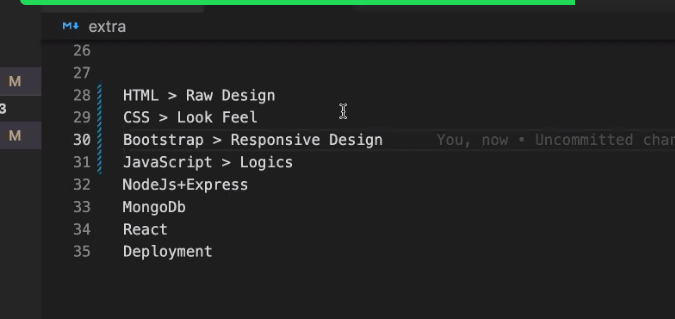 M↓ extra
26
27
M
28 HTML > Raw Design
3
29 CSS > Look Feel
M
30 Bootstrap > Responsive Design You, now • Uncommitted
31 JavaScript > Logics
32 NodeJs+Express
33 MongoDb
34 React
35 Deployment